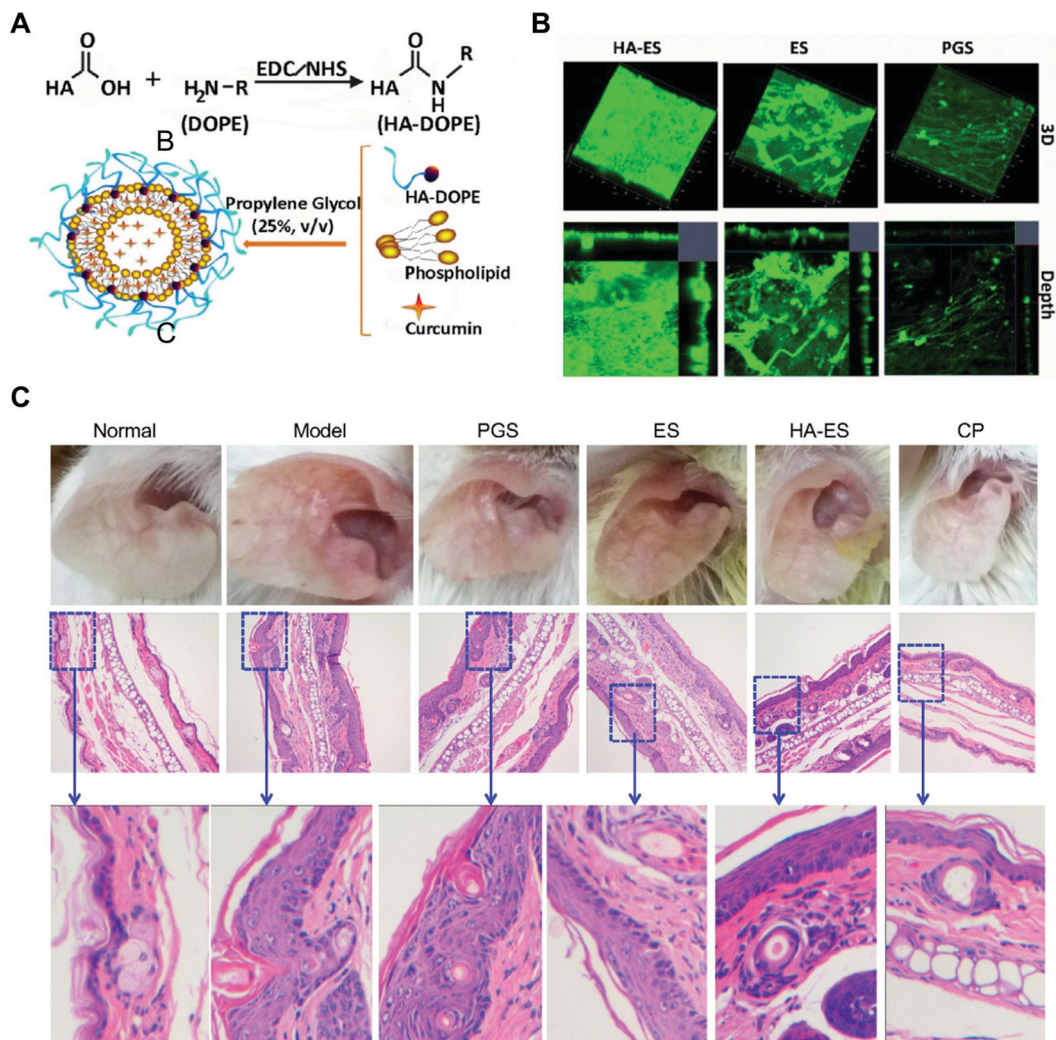 A
O
HA
OH
+
H₂N−R
(DOPE)
EDC/NHS
O
HA
N
H
R
(HA-DOPE)
B
C
Propylene Glycol
(25%, v/v)
HA-DOPE
Phospholipid
Curcumin
B
HA-ES
ES
PGS
3D
Depth
C
Normal
Model
PGS
ES
HA-ES
CP